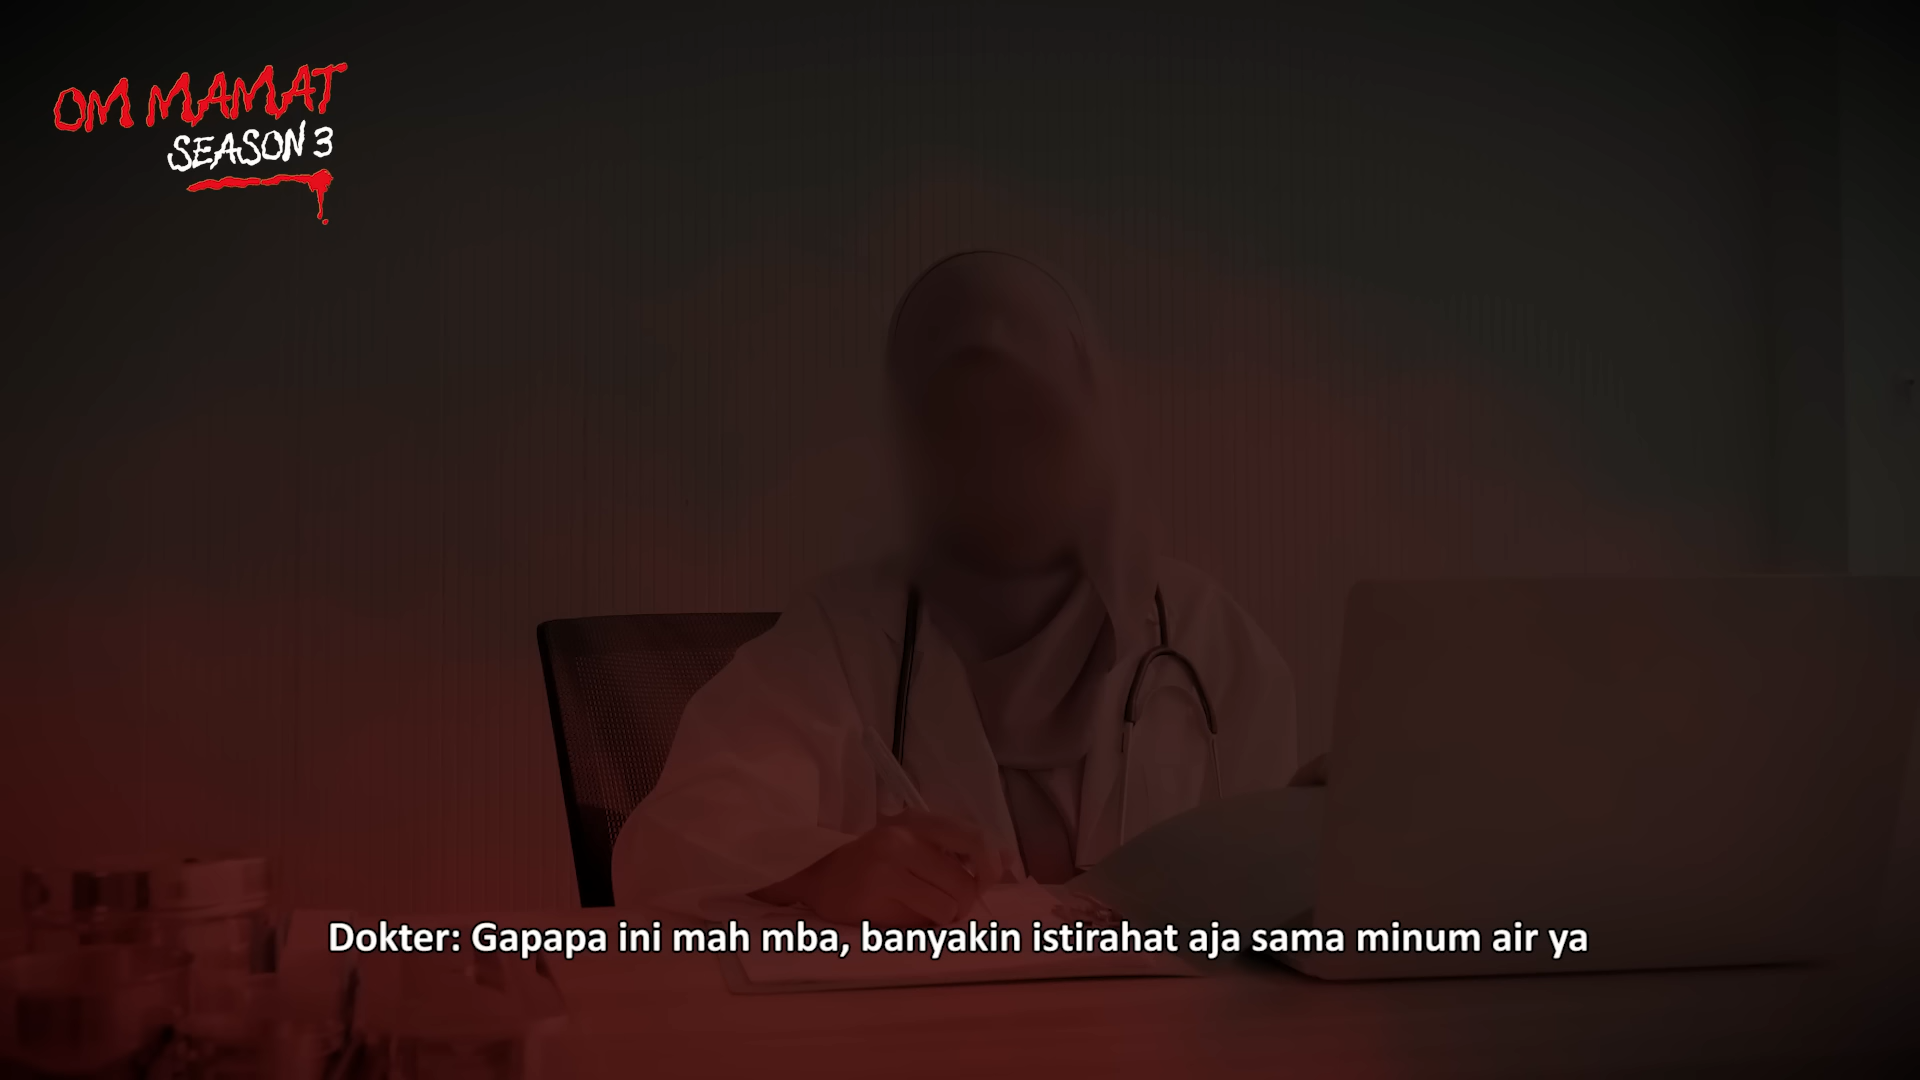 OM MAMAT
SEASON 3
Dokter: Gapapa ini mah mba, banyakin istirahat aja sama minum air ya